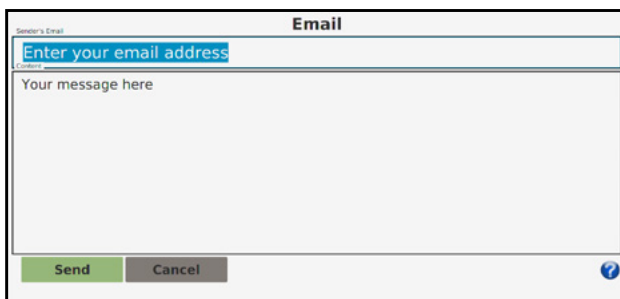 Email
Sender's Email
Enter your email address
Content
Your message here
Send Cancel
?